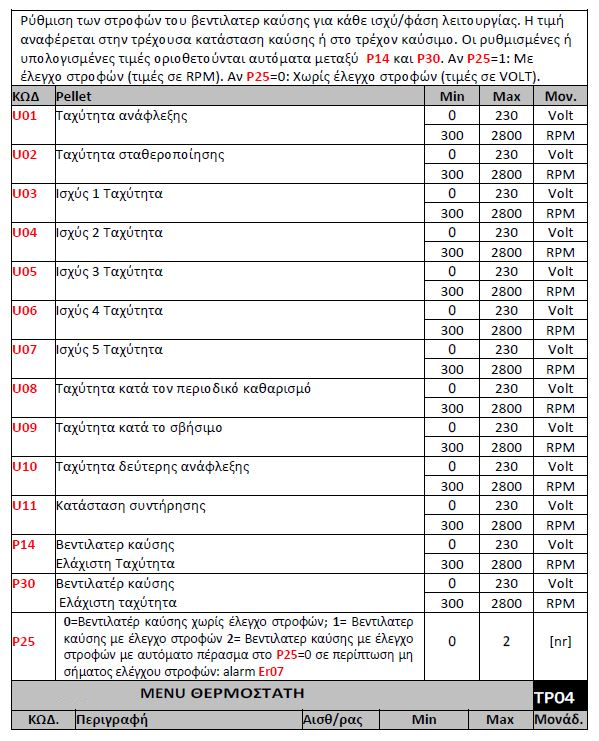 Ρύθμιση των στροφών του βεντιλατερ καύσης για κάθε ισχύ/φάση λειτουργίας. Η τιμή
αναφέρεται στην τρέχουσα κατάσταση καύσης ή στο τρέχον καύσιμο. Οι ρυθμισμένες ή
υπολογισμένες τιμές οριοθετούνται αυτόματα μεταξύ P14 και P30. Αν P25=1: Με
έλεγχο στροφών (τιμές σε RPM). Αν P25=0: Χωρίς έλεγχο στροφών (τιμές σε VOLT).
ΚΩΔ Pellet Min Max Μον.
U01 Ταχύτητα ανάφλεξης 0 230 Volt
300 2800 RPM
U02 Ταχύτητα σταθεροποίησης 0 230 Volt
300 2800 RPM
U03 Ισχύς 1 Ταχύτητα 0 230 Volt
300 2800 RPM
U04 Ισχύς 2 Ταχύτητα 0 230 Volt
300 2800 RPM
U05 Ισχύς 3 Ταχύτητα 0 230 Volt
300 2800 RPM
U06 Ισχύς 4 Ταχύτητα 0 230 Volt
300 2800 RPM
U07 Ισχύς 5 Ταχύτητα 0 230 Volt
300 2800 RPM
U08 Ταχύτητα κατά τον περιοδικό καθαρισμό 0 230 Volt
300 2800 RPM
U09 Ταχύτητα κατά το σβήσιμο 0 230 Volt
300 2800 RPM
U10 Ταχύτητα δεύτερης ανάφλεξης 0 230 Volt
300 2800 RPM
U11 Κατάσταση συντήρησης 0 230 Volt
300 2800 RPM
P14 Βεντιλατερ καύσης 0 230 Volt
Ελάχιστη Ταχύτητα 300 2800 RPM
P30 Βεντιλατέρ καύσης 0 230 Volt
Ελάχιστη ταχύτητα 300 2800 RPM
0=Βεντιλατέρ καύσης χωρίς έλεγχο στροφών; 1= Βεντιλατερ
καύσης με έλεγχο στροφών 2= Βεντιλατερ καύσης με έλεγχο
P25 στροφών με αυτόματο πέρασμα στο P25=0 σε περίπτωση μη 0 2 [nr]
σήματος ελέγχου στροφών: alarm Er07
MENU ΘΕΡΜΟΣΤΑΤΗ TP04
ΚΩΔ. Περιγραφή Αισθ/ρας Min Max Μονάδ.